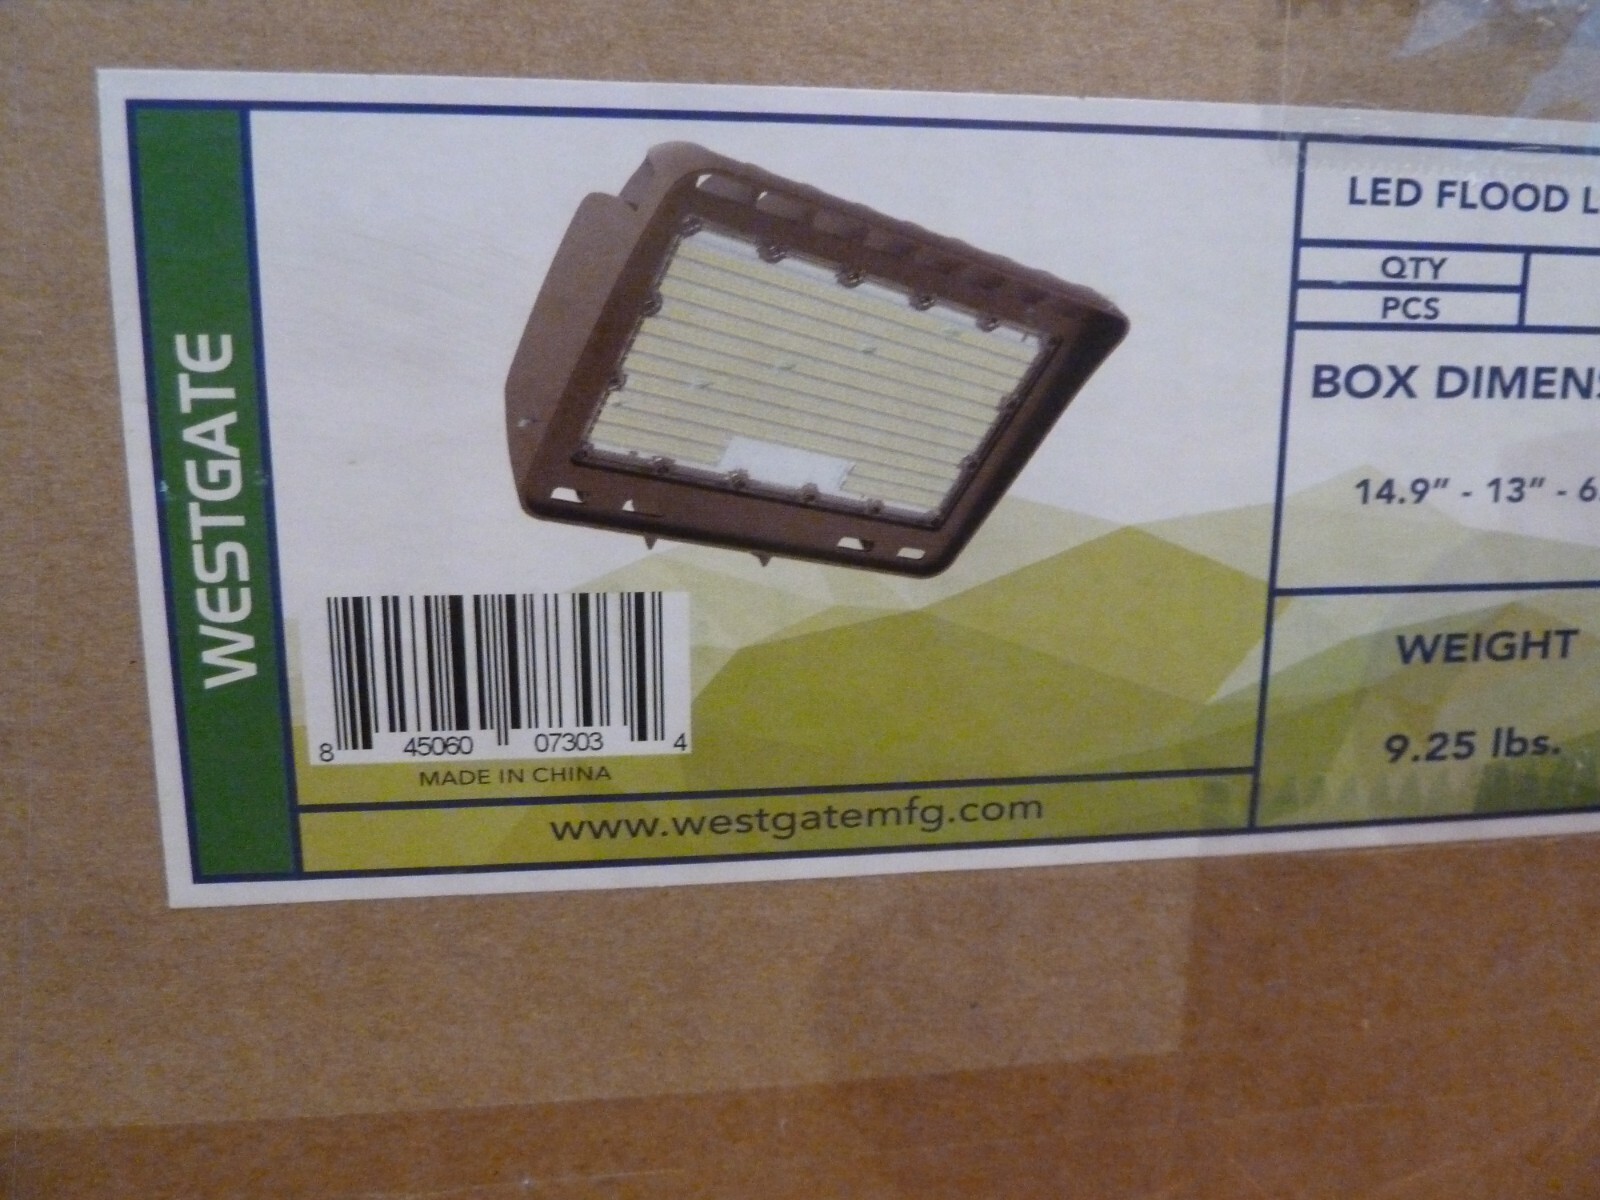 WESTGATE
LED FLOOD L
QTY
PCS
BOX DIMENS
14.9" - 13" - 6.
WEIGHT
9.25 lbs.
8 45060 07303 4
MADE IN CHINA
www.westgatemfg.com